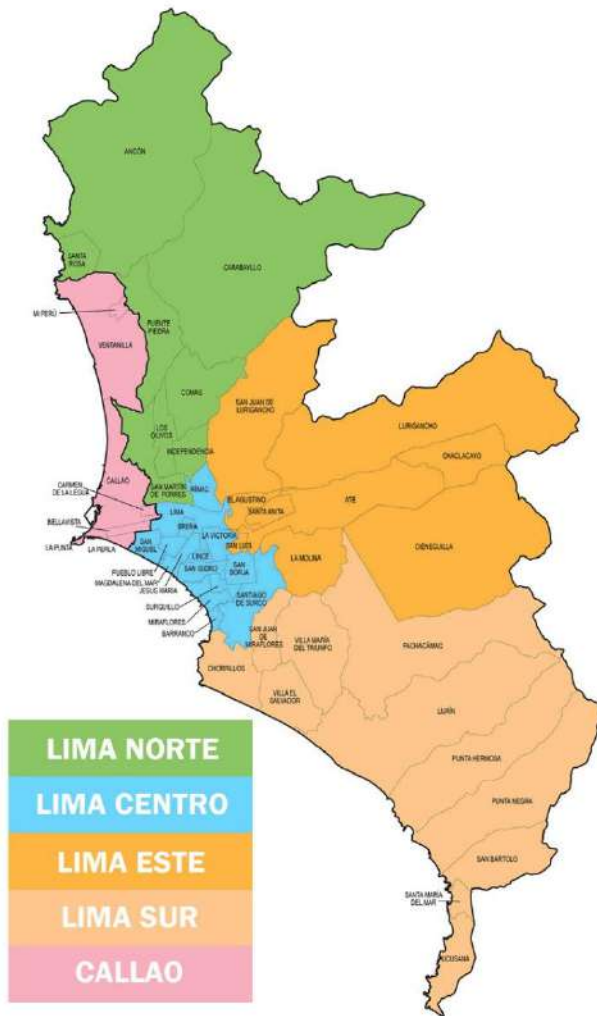 ANCÓN
SANTA
ROSA
CARABAYLLO
MI PERÚ
PUENTE
PIEDRA
VENTANILLA
COMAS
SAN JUAN DE
LURIGANCHO
LURIGANCHO
LOS
OLIVOS
CHACLACAYO
INDEPENDENCIA
CARMEN
DE LA LEGUA
CALLAO
SAN MARTÍN
DE PORRES
RÍMAC
EL AGUSTINO
ATE
SANTA ANITA
LIMA
BELLAVISTA
BREÑA
LA VICTORIA
CIENEGUILLA
LA PUNTA
LA PERLA
SAN
MIGUEL
SAN LUIS
LINCE
LA MOLINA
PUEBLO LIBRE
SAN ISIDRO
SAN
BORJA
MAGDALENA DEL MAR
JESUS MARIA
SANTIAGO
DE SURCO
SURQUILLO
MIRAFLORES
BARRANCO
SAN JUAN
DE
MIRAFLORES
VILLA MARÍA
DEL TRIUNFO
PACHACÁMAC
CHORRILLOS
VILLA EL
SALVADOR
LURÍN
PUNTA HERMOSA
PUNTA NEGRA
SAN BARTOLO
SANTA MARIA
DEL MAR
PUCUSANA
LIMA NORTE
LIMA CENTRO
LIMA ESTE
LIMA SUR
CALLAO